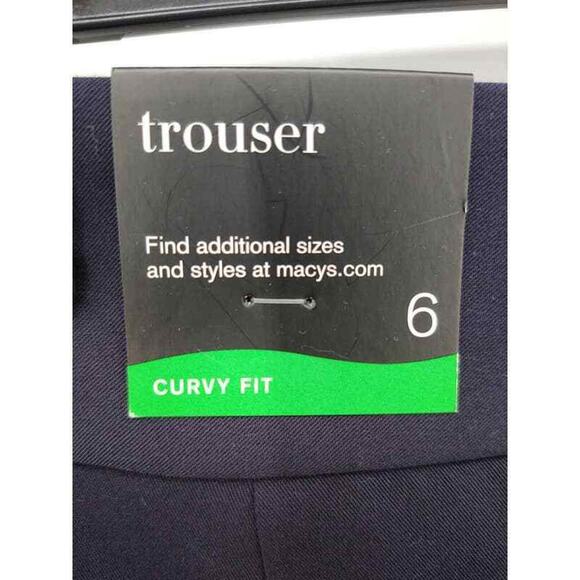 trouser
Find additional sizes
and styles at macys.com
6
CURVY FIT